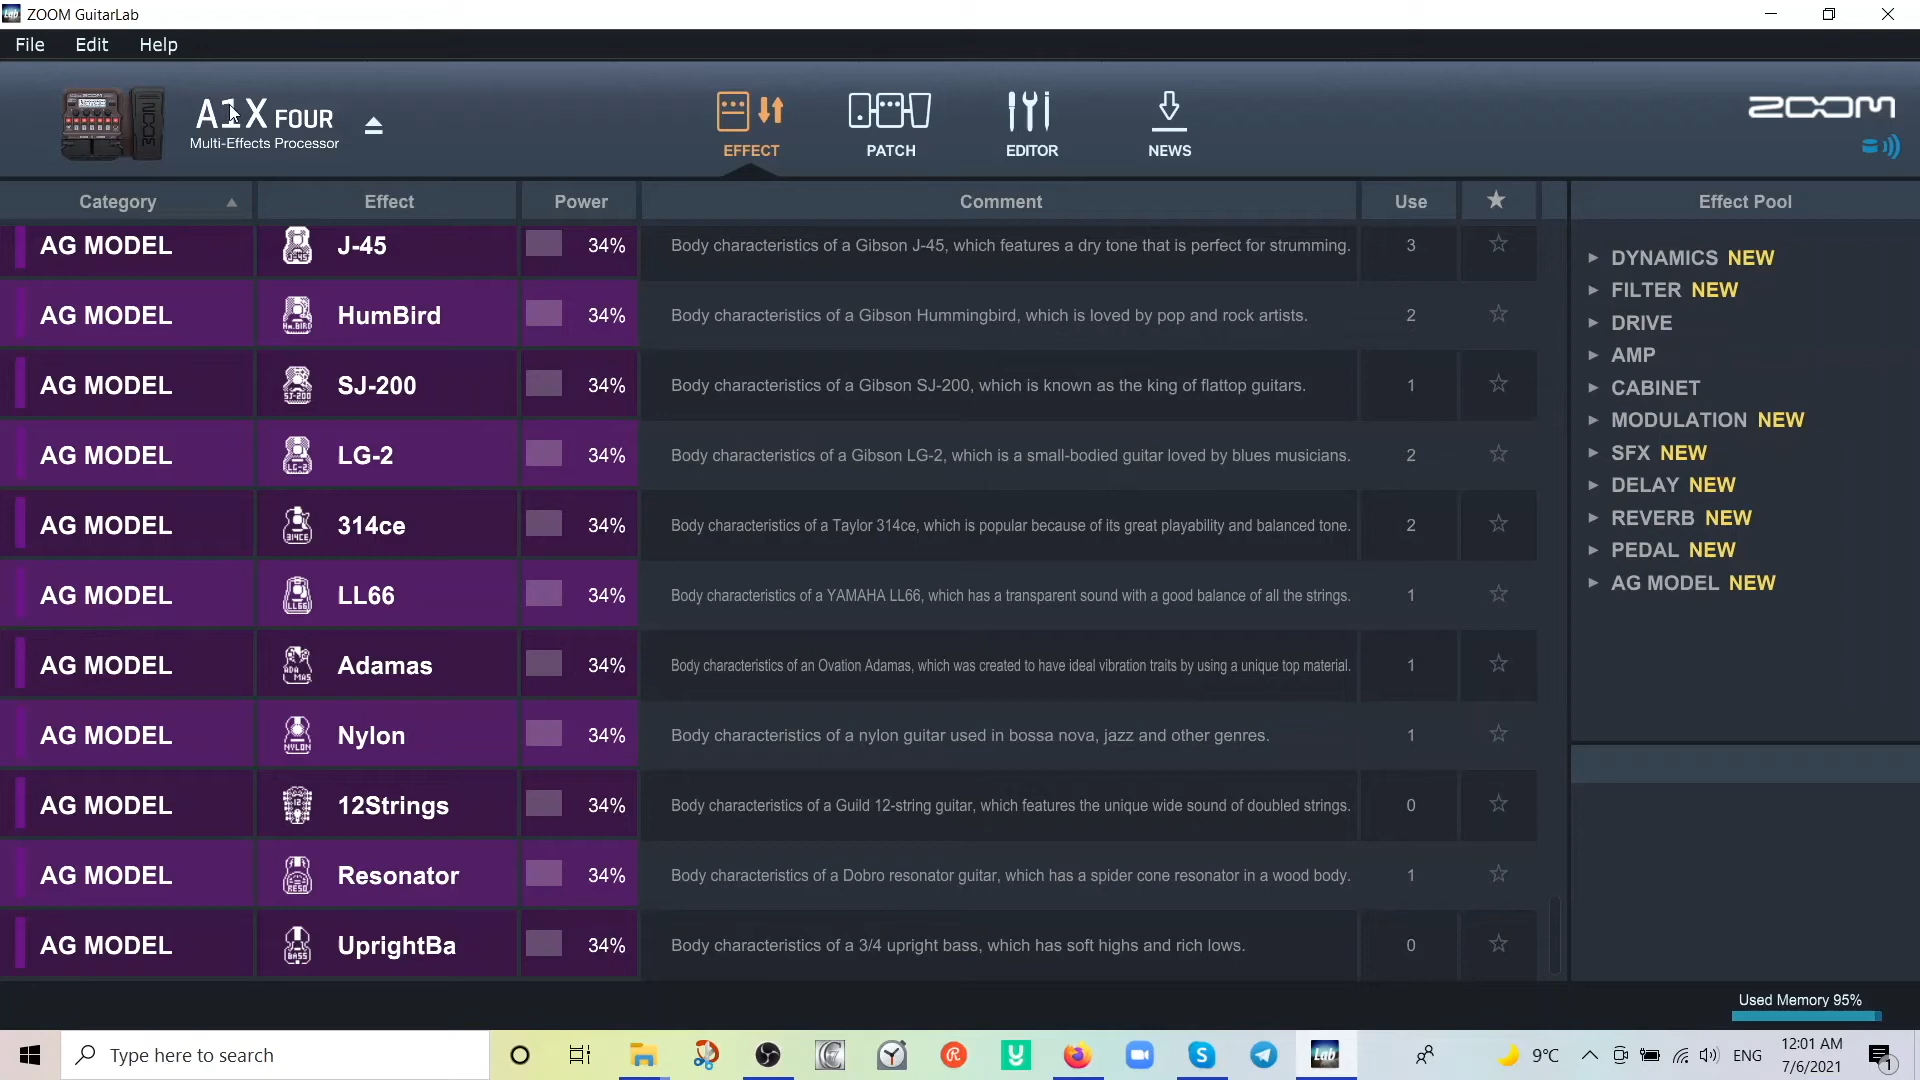 ZOOM GuitarLab
File Edit Help
A1X FOUR
Multi-Effects Processor
EFFECT PATCH EDITOR NEWS
ZOOM
Category Effect Power Comment Use ★ Effect Pool
AG MODEL J-45 34% Body characteristics of a Gibson J-45, which features a dry tone that is perfect for strumming. 3
AG MODEL HumBird 34% Body characteristics of a Gibson Hummingbird, which is loved by pop and rock artists. 2
AG MODEL SJ-200 34% Body characteristics of a Gibson SJ-200, which is known as the king of flattop guitars. 1
AG MODEL LG-2 34% Body characteristics of a Gibson LG-2, which is a small-bodied guitar loved by blues musicians. 2
AG MODEL 314ce 34% Body characteristics of a Taylor 314ce, which is popular because of its great playability and balanced tone. 2
AG MODEL LL66 34% Body characteristics of a YAMAHA LL66, which has a transparent sound with a good balance of all the strings. 1
AG MODEL Adamas 34% Body characteristics of an Ovation Adamas, which was created to have ideal vibration traits by using a unique top material. 1
AG MODEL Nylon 34% Body characteristics of a nylon guitar used in bossa nova, jazz and other genres. 1
AG MODEL 12Strings 34% Body characteristics of a Guild 12-string guitar, which features the unique wide sound of doubled strings. 0
AG MODEL Resonator 34% Body characteristics of a Dobro resonator guitar, which has a spider cone resonator in a wood body. 1
AG MODEL UprightBa 34% Body characteristics of a 3/4 upright bass, which has soft highs and rich lows. 0
DYNAMICS NEW
FILTER NEW
DRIVE
AMP
CABINET
MODULATION NEW
SFX NEW
DELAY NEW
REVERB NEW
PEDAL NEW
AG MODEL NEW
Used Memory 95%
Type here to search
Lab
9°C
ENG
12:01 AM
7/6/2021
1